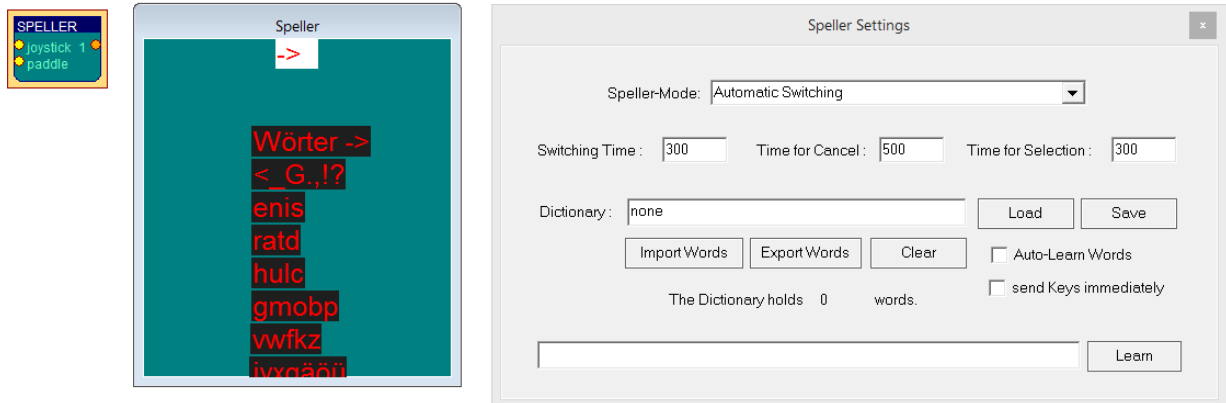 SPELLER
joystick 1
paddle
Speller
->
Wörter ->
<_G.,!?
enis
ratd
hulc
gmobp
vwfkz
jyxqäöü
Speller Settings
x
Speller-Mode: Automatic Switching
Switching Time : 300 Time for Cancel : 500 Time for Selection : 300
Dictionary : none Load Save
Import Words Export Words Clear Auto-Learn Words
send Keys immediately
The Dictionary holds 0 words.
Learn